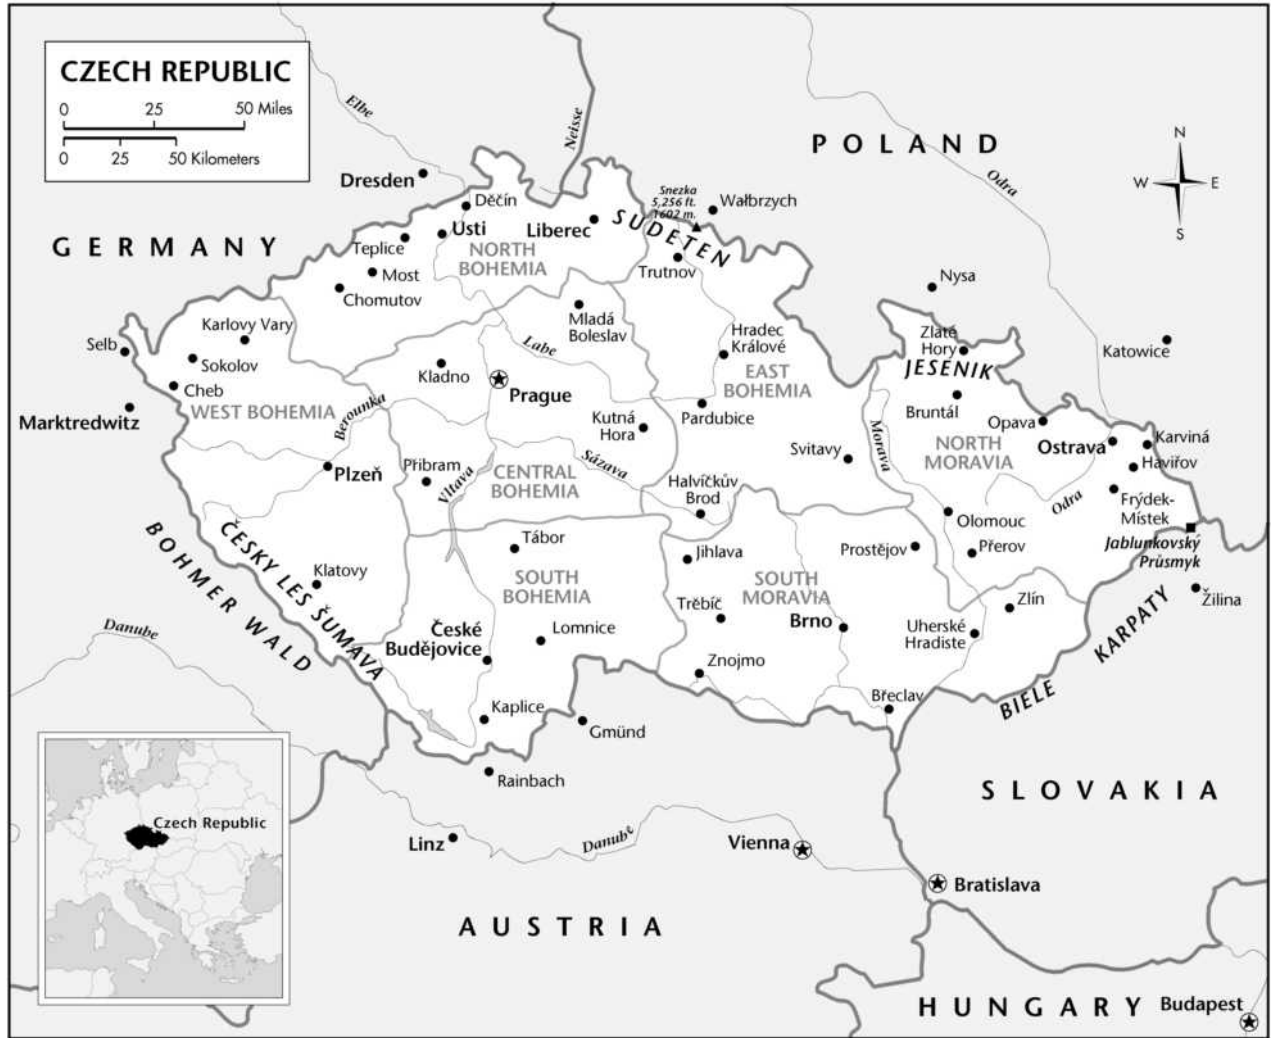 CZECH REPUBLIC
0 25 50 Miles
0 25 50 Kilometers
Elbe
Neisse
POLAND
N
W E
S
Odra
Dresden
Děčín
Snezka
5,256 ft.
1602 m.
Wałbrzych
GERMANY
Usti
Liberec
SUDETEN
Teplice
NORTH
BOHEMIA
Most
Trutnov
Chomutov
Nysa
Karlovy Vary
Mladá
Boleslav
Hradec
Králové
Zlaté
Hory
Selb
Labe
Katowice
Sokolov
Kladno
JESENIK
Cheb
Prague
EAST
BOHEMIA
WEST BOHEMIA
Berounka
Bruntál
Marktredwitz
Kutná
Hora
Pardubice
Opava
Morava
NORTH
MORAVIA
Ostrava
Karviná
Svitavy
Haviřov
Plzeň
Přibram
Vltava
CENTRAL
BOHEMIA
Sázava
Halvíčkův
Brod
Odra
Frýdek-
Místek
Olomouc
ČESKY LES ŠUMAVA
BOHMER WALD
Tábor
Jihlava
Prostějov
Přerov
Jablunkovský
Průsmyk
Klatovy
SOUTH
BOHEMIA
SOUTH
MORAVIA
Zlín
Žilina
Trěbíč
Brno
Uherské
Hradiste
KARPATY
Danube
České
Budějovice
Lomnice
Znojmo
BIELE
Břeclav
Kaplice
Gmünd
Rainbach
SLOVAKIA
Czech Republic
Linz
Danube
Vienna
Bratislava
AUSTRIA
HUNGARY
Budapest